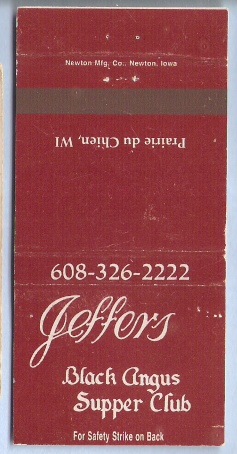 Newton Mfg. Co., Newton, Iowa
Prairie du Chien, WI
608-326-2222
Jeffers
Black Angus
Supper Club
For Safety Strike on Back